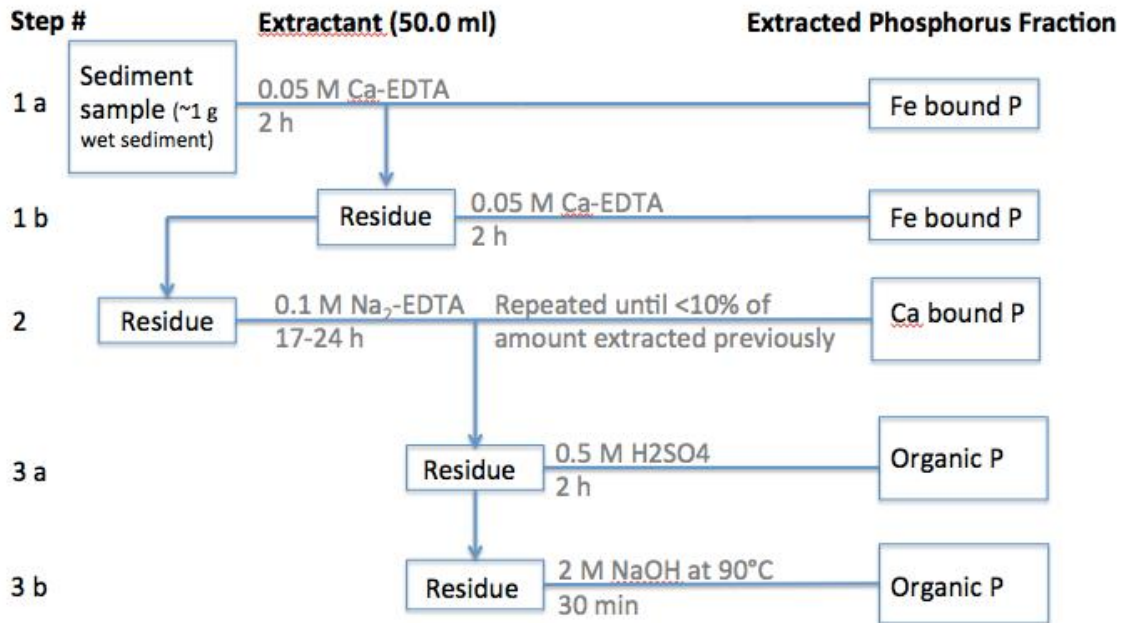 Step # Extractant (50.0 ml) Extracted Phosphorus Fraction
1 a
Sediment
sample (~1 g
wet sediment)
0.05 M Ca-EDTA
2 h
Fe bound P
1 b
Residue
0.05 M Ca-EDTA
2 h
Fe bound P
2
Residue
0.1 M Na₂-EDTA
17-24 h
Repeated until <10% of
amount extracted previously
Ca bound P
3 a
Residue
0.5 M H2SO4
2 h
Organic P
3 b
Residue
2 M NaOH at 90°C
30 min
Organic P